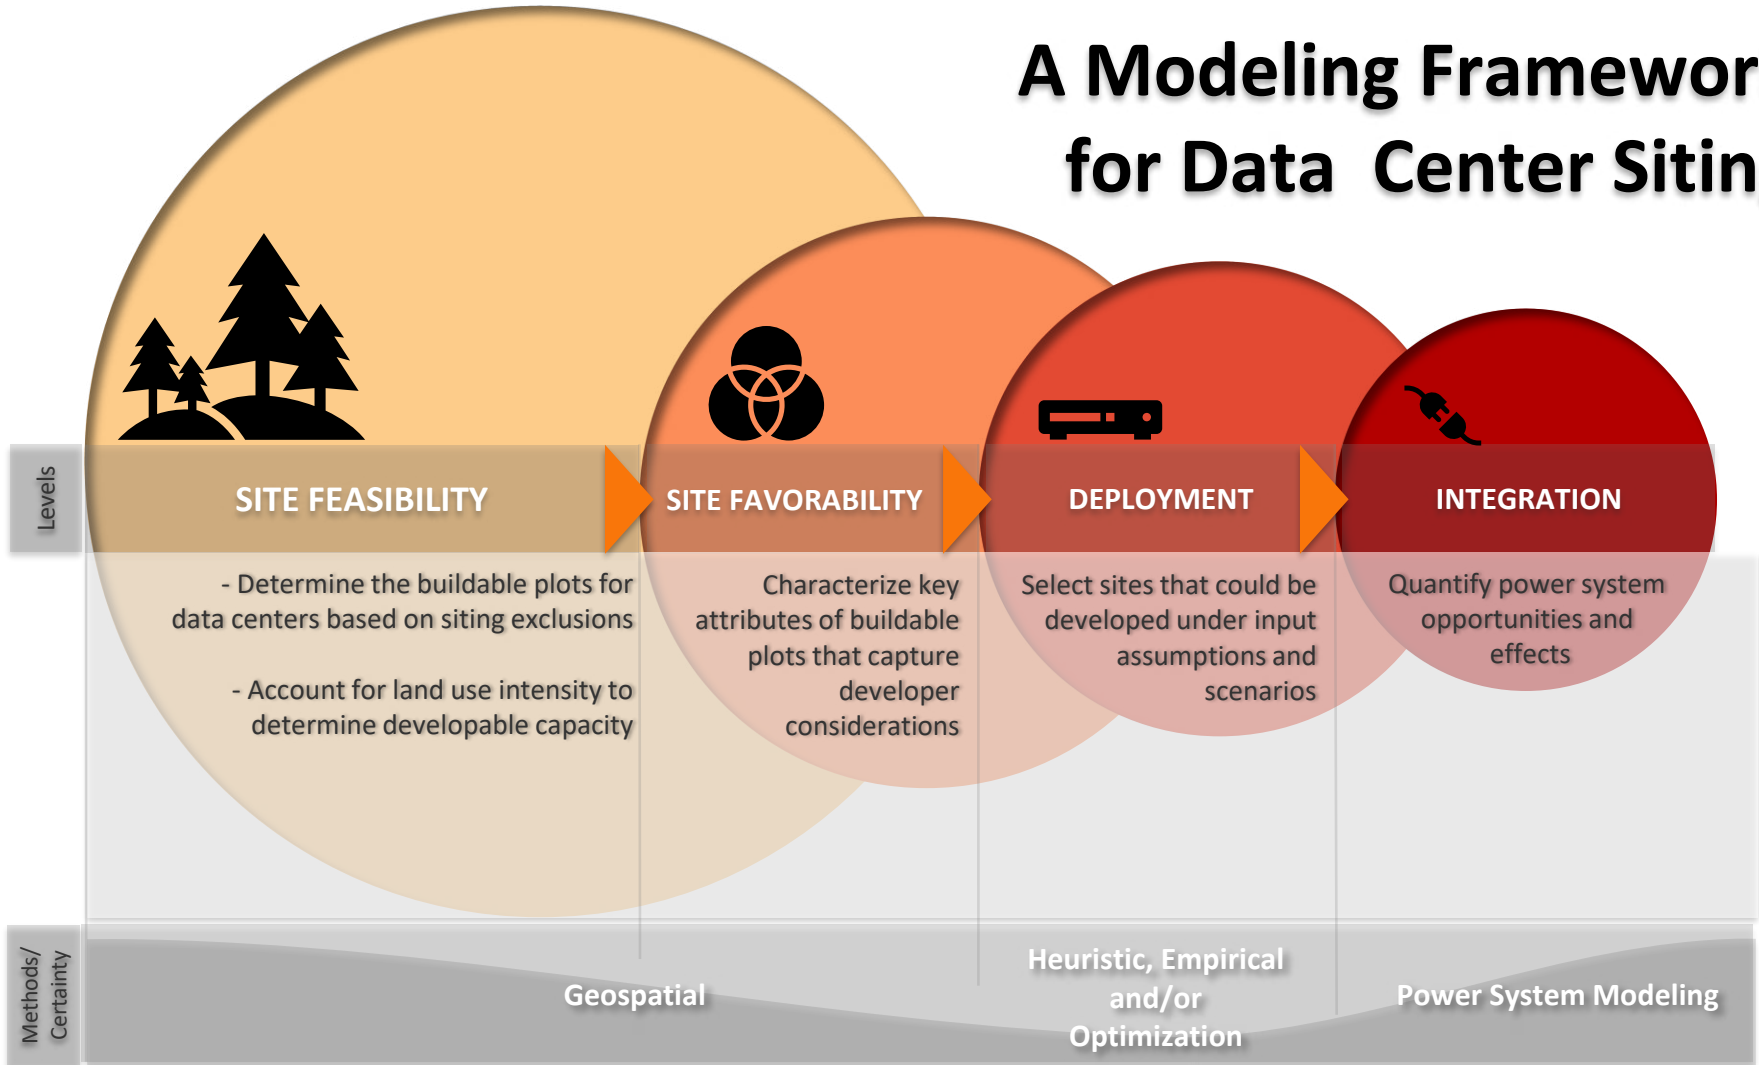 A Modeling Framewor
for Data  Center Sitin
Levels
SITE FEASIBILITY
SITE FAVORABILITY
DEPLOYMENT
INTEGRATION
- Determine the buildable plots for
data centers based on siting exclusions
- Account for land use intensity to
determine developable capacity
Characterize key
attributes of buildable
plots that capture
developer
considerations
Select sites that could be
developed under input
assumptions and
scenarios
Quantify power system
opportunities and
effects
Methods/
Certainty
Geospatial
Heuristic, Empirical
and/or
Optimization
Power System Modeling